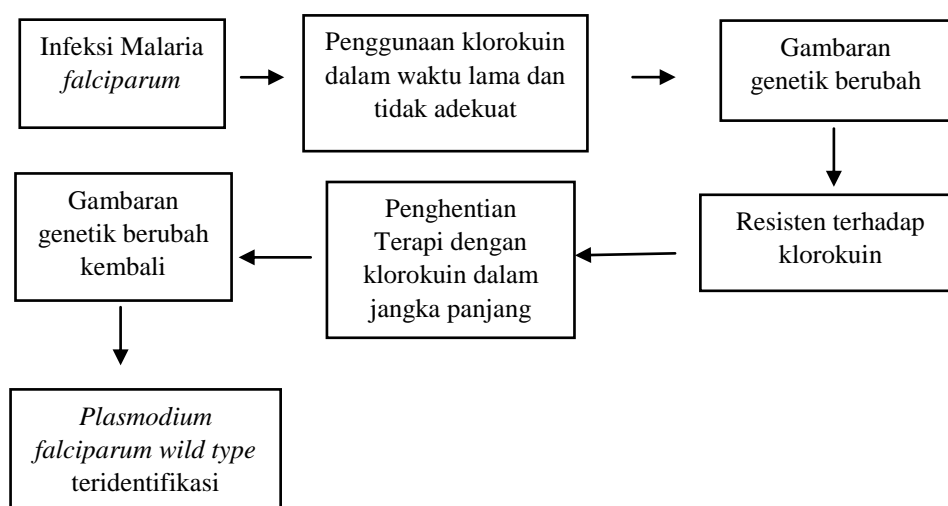 Infeksi Malaria
falciparum
Penggunaan klorokuin
dalam waktu lama dan
tidak adekuat
Gambaran
genetik berubah
Resisten terhadap
klorokuin
Penghentian
Terapi dengan
klorokuin dalam
jangka panjang
Gambaran
genetik berubah
kembali
Plasmodium
falciparum wild type
teridentifikasi